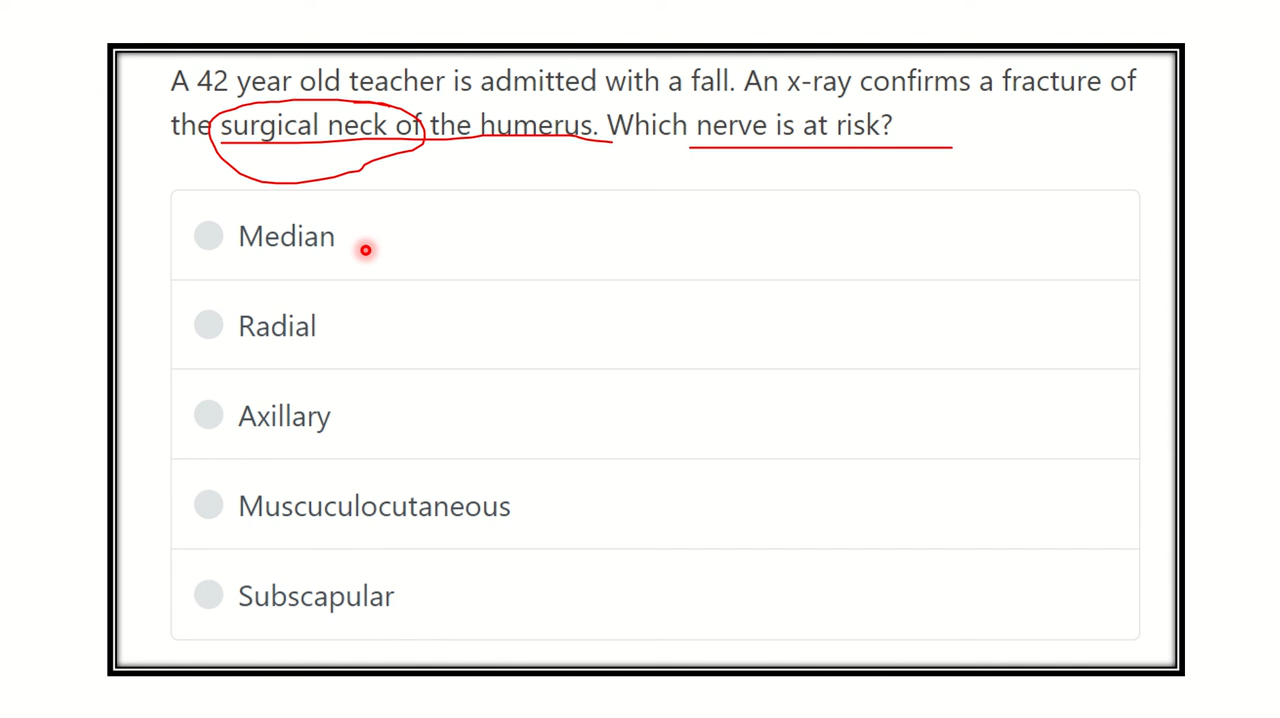 A 42 year old teacher is admitted with a fall. An x-ray confirms a fracture of
the surgical neck of the humerus. Which nerve is at risk?
Median
Radial
Axillary
Muscuculocutaneous
Subscapular